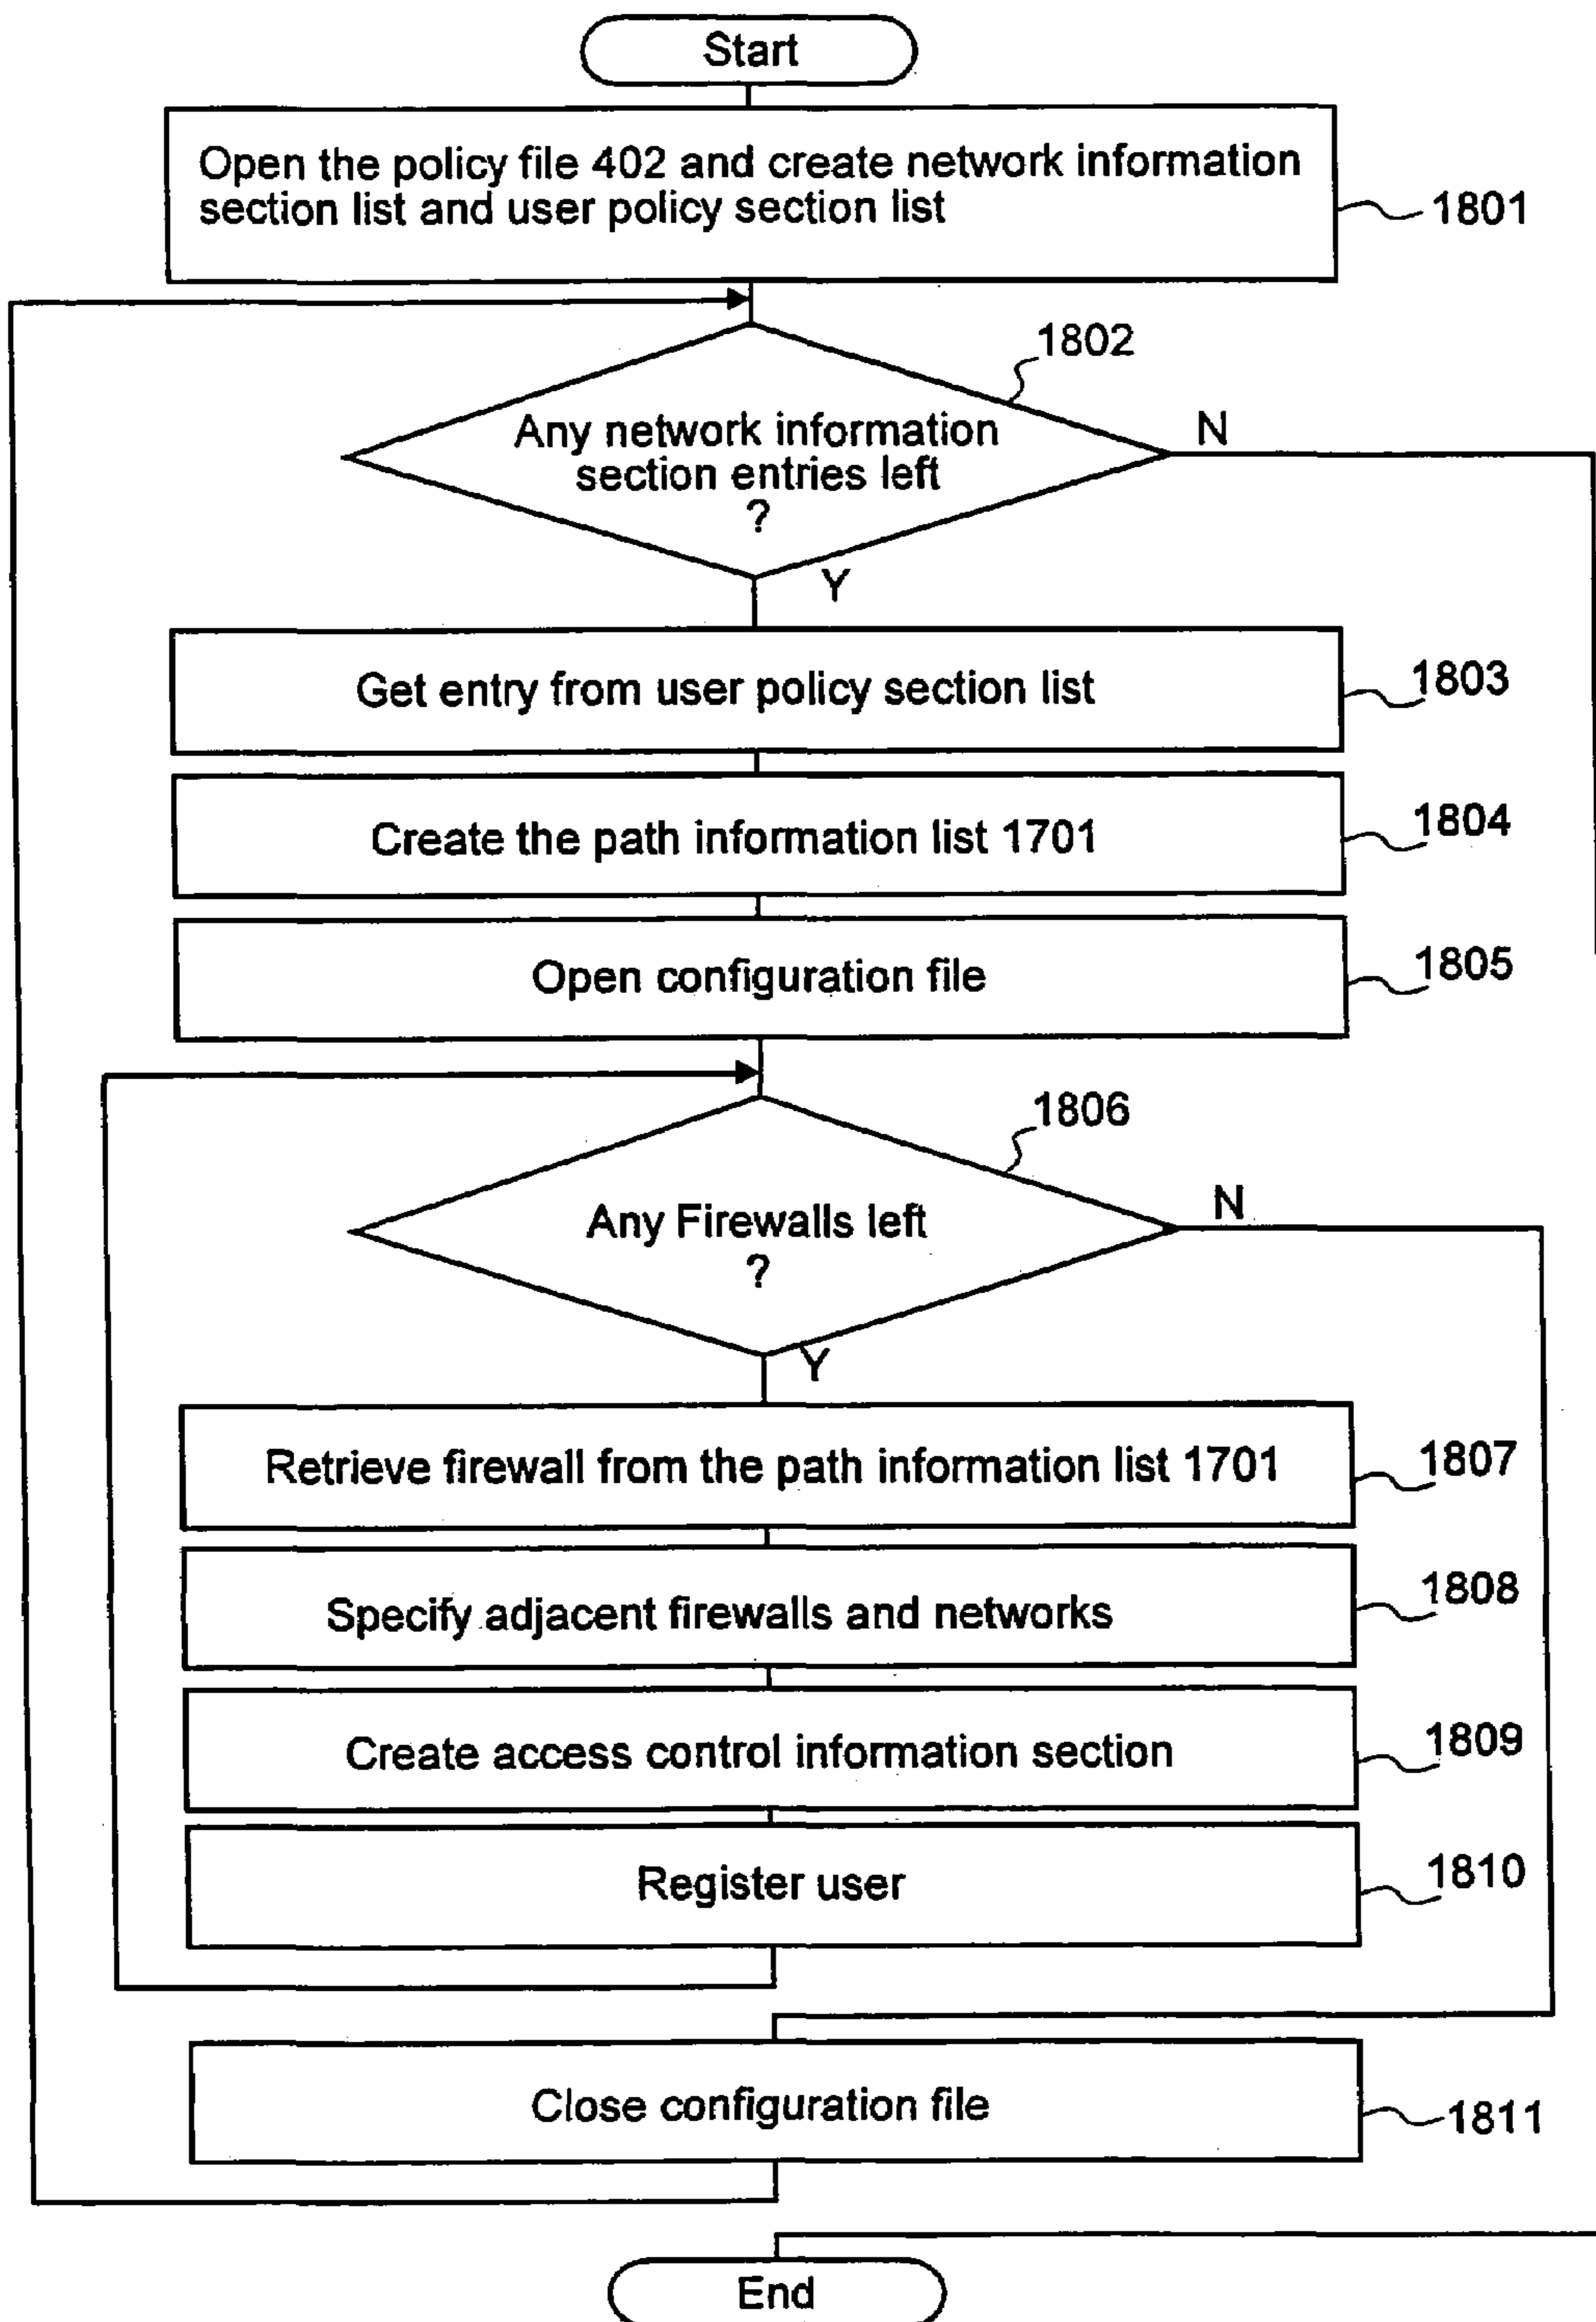 Start
Open the policy file 402 and create network information
section list and user policy section list
1801
1802
Any network information
section entries left
?
N
Y
Get entry from user policy section list
1803
Create the path information list 1701
1804
Open configuration file
1805
1806
Any Firewalls left
?
N
Y
Retrieve firewall from the path information list 1701
1807
Specify adjacent firewalls and networks
1808
Create access control information section
1809
Register user
1810
Close configuration file
1811
End